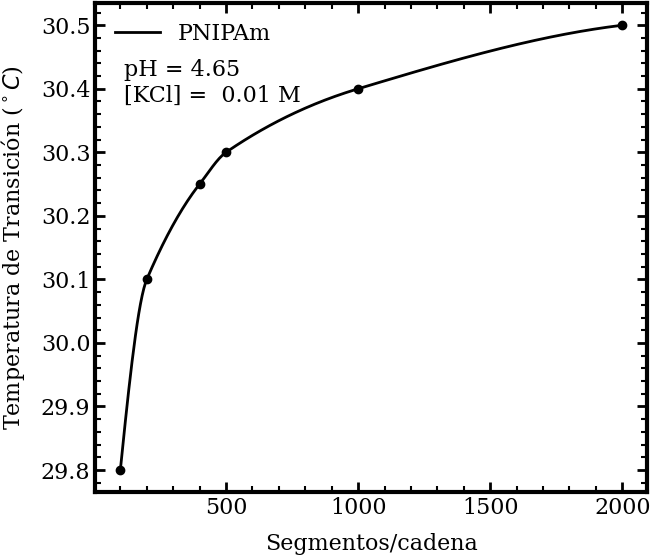 PNIPAm
pH = 4.65
[KCl] =  0.01 M
30.5
30.4
30.3
30.2
30.1
30.0
29.9
29.8
Temperatura de Transición (°C)
500
1000
1500
2000
Segmentos/cadena